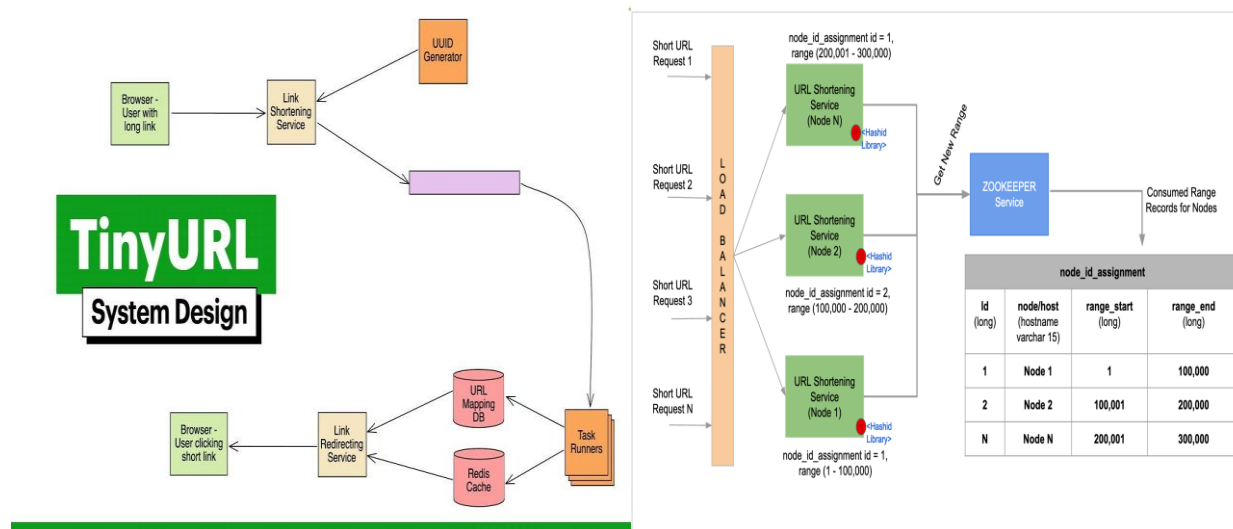 UUID
Generator
Browser -
User with
long link
Link
Shortening
Service
TinyURL
System Design
URL
Mapping
DB
Browser -
User clicking
short link
Link
Redirecting
Service
Task
Runners
Redis
Cache
Short URL
Request 1
Short URL
Request 2
Short URL
Request 3
Short URL
Request N
LOAD BALANCER
node_id_assignment id = 1,
range (200,001 - 300,000)
URL Shortening
Service
(Node N)
<Hashid
Library>
URL Shortening
Service
(Node 2)
<Hashid
Library>
node_id_assignment id = 2,
range (100,000 - 200,000)
URL Shortening
Service
(Node 1)
<Hashid
Library>
node_id_assignment id = 1,
range (1 - 100,000)
Get New Range
ZOOKEEPER
Service
Consumed Range
Records for Nodes
node_id_assignment
Id
(long)
node/host
(hostname
varchar 15)
range_start
(long)
range_end
(long)
1 Node 1 1 100,000
2 Node 2 100,001 200,000
N Node N 200,001 300,000